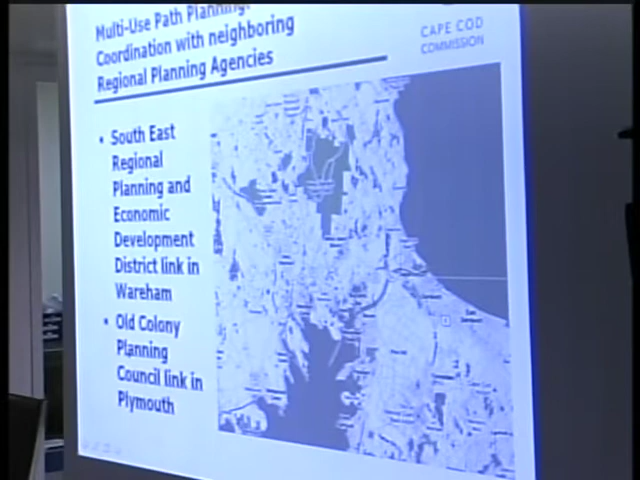 Multi-Use Path Planning:
Coordination with neighboring
Regional Planning Agencies
CAPE COD
COMMISSION
• South East
Regional
Planning and
Economic
Development
District link in
Wareham
• Old Colony
Planning
Council link in
Plymouth